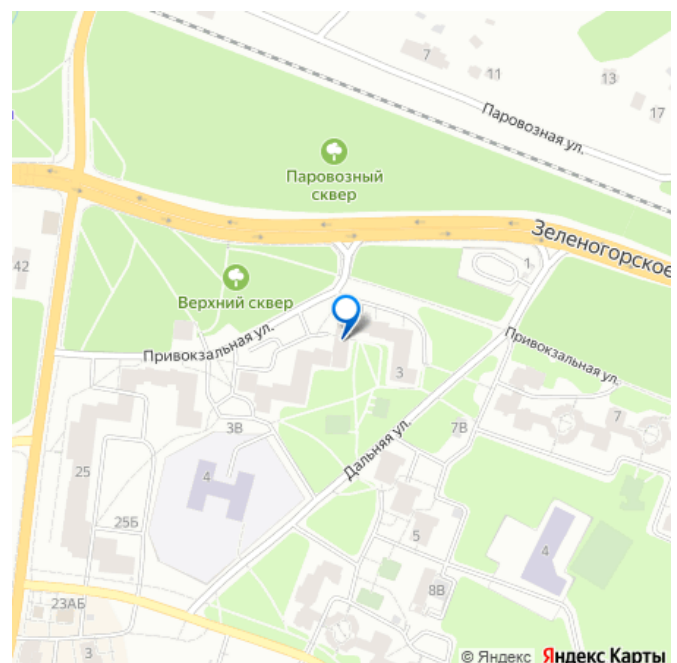 7
11
13
17
Паровозная ул.
Паровозный
сквер
Зеленогорское
42
1
Верхний сквер
Привокзальная ул.
Привокзальная ул.
3
7
3В
7В
Дальняя ул.
25
4
25Б
5
4
8В
23АБ
3
© Яндекс Яндекс Карты